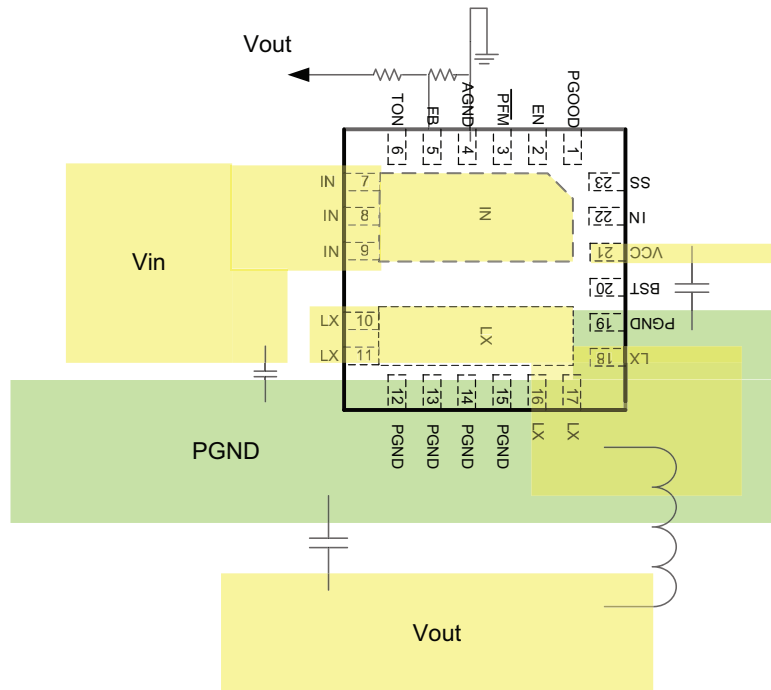 Vout
TON
FB
AGND
PFM
EN
PGOOD
6
5
4
3
2
1
IN
7
IN
8
IN
9
IN
23
SS
22
IN
21
VCC
20
BST
19
PGND
18
LX
Vin
LX
10
LX
11
LX
12
13
14
15
16
17
PGND
PGND
PGND
PGND
LX
LX
PGND
Vout